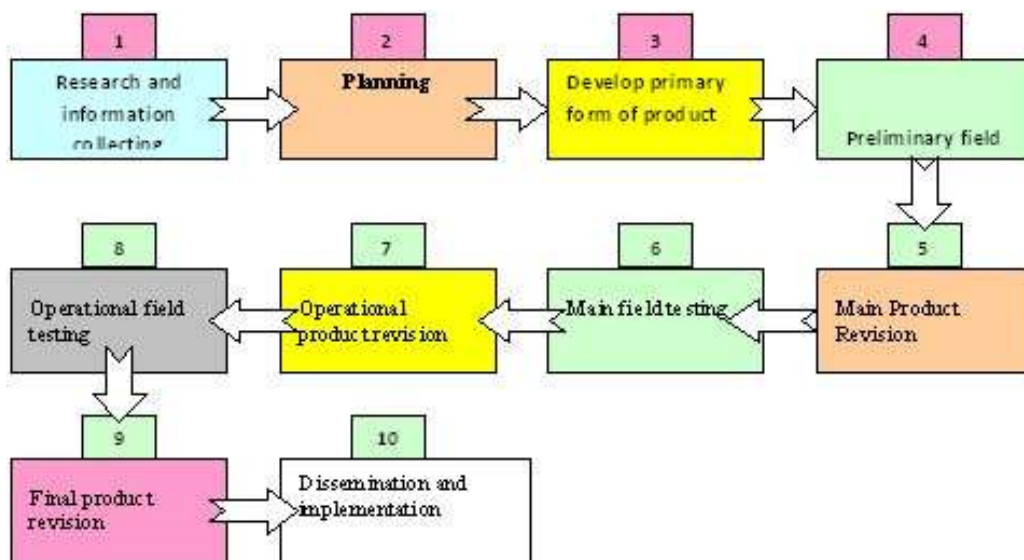 1
Research and
information
collecting
2
Planning
3
Develop primary
form of product
4
Preliminary field
5
Main Product
Revision
6
Main field testing
7
Operational
product revision
8
Operational field
testing
9
Final product
revision
10
Dissemination and
implementation